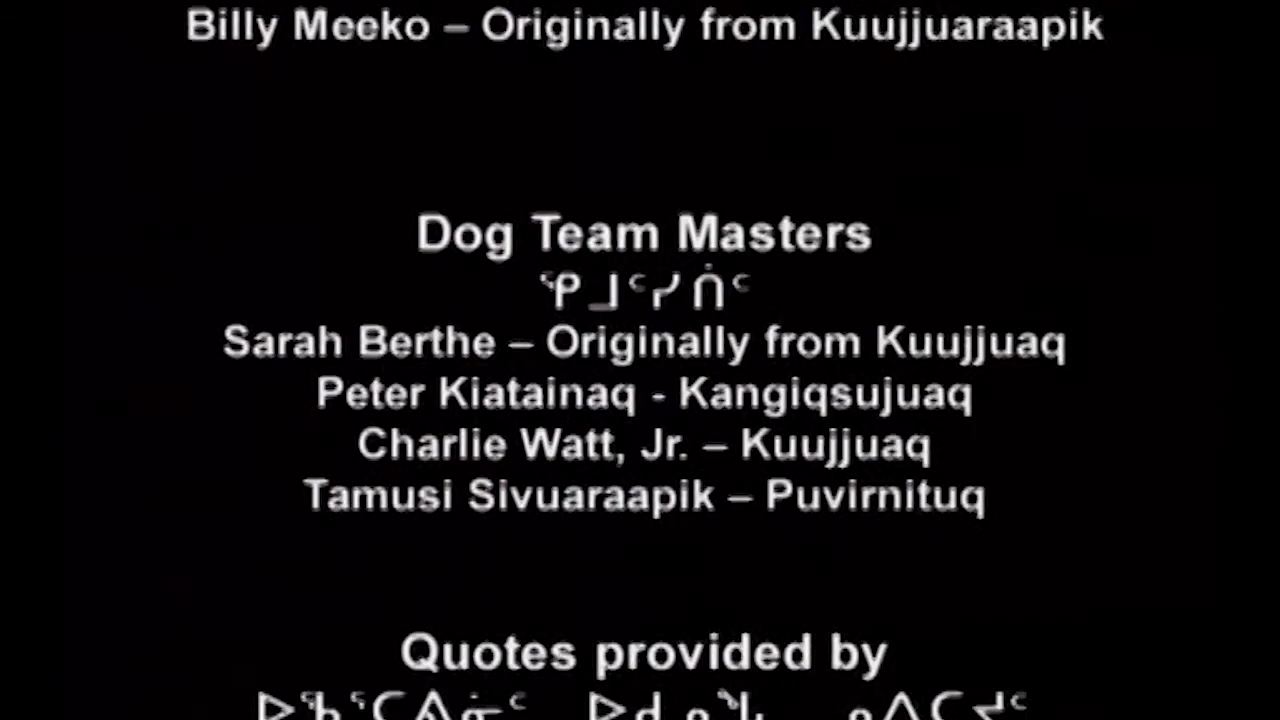 Billy Meeko – Originally from Kuujjuaraapik
Dog Team Masters
ᕿᒧᑦᓯᑏᑦ
Sarah Berthe – Originally from Kuujjuaq
Peter Kiatainaq - Kangiqsujuaq
Charlie Watt, Jr. – Kuujjuaq
Tamusi Sivuaraapik – Puvirnituq
Quotes provided by